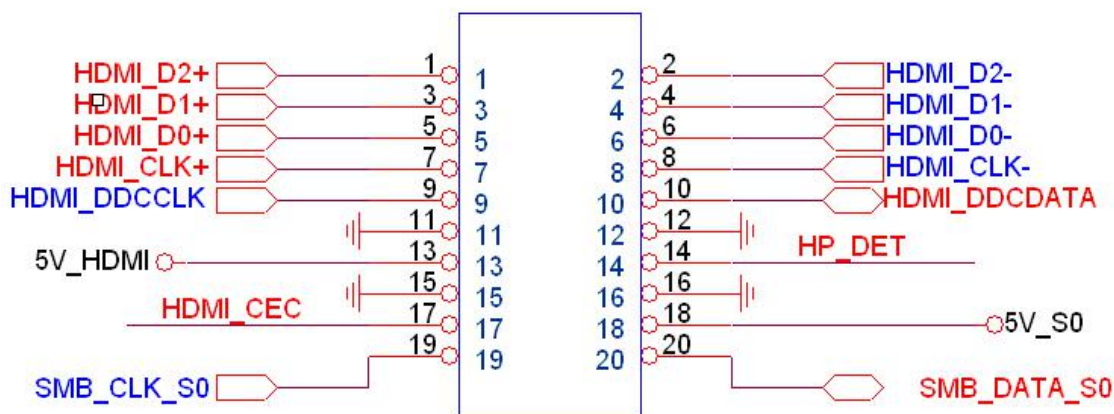 HDMI_D2+ 1 1 2 2 HDMI_D2-
HDMI_D1+ 3 3 4 4 HDMI_D1-
HDMI_D0+ 5 5 6 6 HDMI_D0-
HDMI_CLK+ 7 7 8 8 HDMI_CLK-
HDMI_DDCCLK 9 9 10 10 HDMI_DDCDATA
11 11 12 12
5V_HDMI 13 13 14 14 HP_DET
15 15 16 16
HDMI_CEC 17 17 18 18 5V_S0
19 19 20 20
SMB_CLK_S0 SMB_DATA_S0